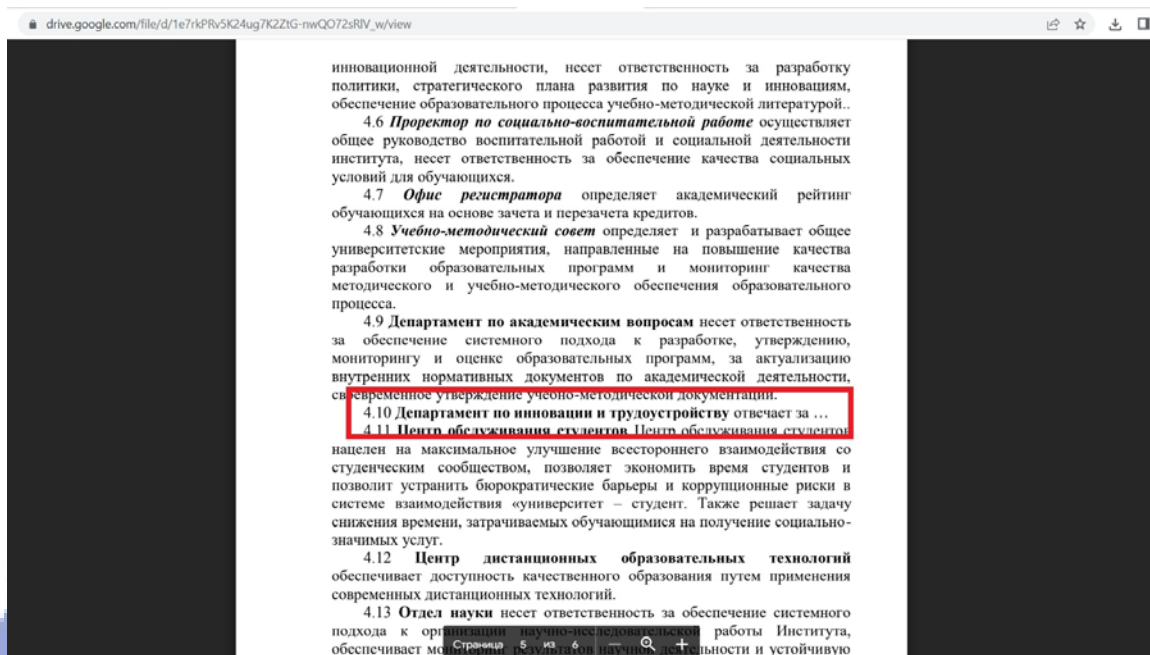 drive.google.com/file/d/1e7rkPRv5K24ug7K2ZtG-nwQO72sRIV_w/view
инновационной деятельности, несет ответственность за разработку
политики, стратегического плана развития по науке и инновациям,
обеспечение образовательного процесса учебно-методической литературой..
4.6 Проректор по социально-воспитательной работе осуществляет
общее руководство воспитательной работой и социальной деятельности
института, несет ответственность за обеспечение качества социальных
условий для обучающихся.
4.7 Офис регистратора определяет академический рейтинг
обучающихся на основе зачета и перезачета кредитов.
4.8 Учебно-методический совет определяет и разрабатывает общее
университетские мероприятия, направленные на повышение качества
разработки образовательных программ и мониторинг качества
методического и учебно-методического обеспечения образовательного
процесса.
4.9 Департамент по академическим вопросам несет ответственность
за обеспечение системного подхода к разработке, утверждению,
мониторингу и оценке образовательных программ, за актуализацию
внутренних нормативных документов по академической деятельности,
своевременное утверждение учебно-методической документации.
4.10 Департамент по инновации и трудоустройству отвечает за …
4.11 Центр обслуживания студентов Центр обслуживания студентов
нацелен на максимальное улучшение всестороннего взаимодействия со
студенческим сообществом, позволяет экономить время студентов и
позволит устранить бюрократические барьеры и коррупционные риски в
системе взаимодействия «университет – студент. Также решает задачу
снижения времени, затрачиваемых обучающимися на получение социально-
значимых услуг.
4.12 Центр дистанционных образовательных технологий
обеспечивает доступность качественного образования путем применения
современных дистанционных технологий.
4.13 Отдел науки несет ответственность за обеспечение системного
подхода к организации научно-исследовательской работы Института,
обеспечивает мониторинг результатов научной деятельности и устойчивую
Страница 5 из 6